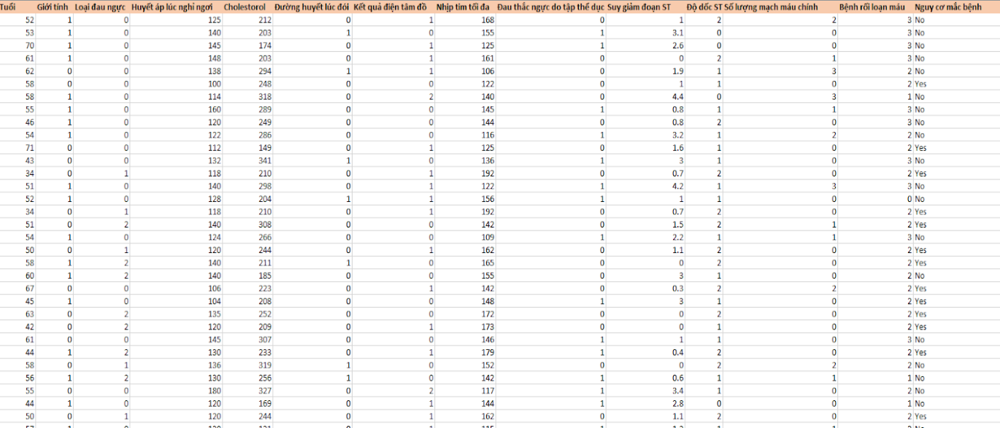 Tuổi Giới tính Loại đau ngực Huyết áp lúc nghỉ ngơi Cholestorol Đường huyết lúc đói Kết quả điện tâm đồ Nhịp tim tối đa Đau thắc ngực do tập thể dục Suy giảm đoạn ST Độ dốc ST Số lượng mạch máu chính Bệnh rối loạn máu Nguy cơ mắc bệnh
52 1 0 125 212 0 1 168 0 1 2 2 3 No
53 1 0 140 203 1 0 155 1 3.1 0 0 3 No
70 1 0 145 174 0 1 125 1 2.6 0 0 3 No
61 1 0 148 203 0 1 161 0 0 2 1 3 No
62 0 0 138 294 1 1 106 0 1.9 1 3 2 No
58 0 0 100 248 0 0 122 0 1 1 0 2 Yes
58 1 0 114 318 0 2 140 0 4.4 0 3 1 No
55 1 0 160 289 0 0 145 1 0.8 1 1 3 No
46 1 0 120 249 0 0 144 0 0.8 2 0 3 No
54 1 0 122 286 0 0 116 1 3.2 1 2 2 No
71 0 0 112 149 0 1 125 0 1.6 1 0 2 Yes
43 0 0 132 341 1 0 136 1 3 1 0 3 No
34 0 1 118 210 0 1 192 0 0.7 2 0 2 Yes
51 1 0 140 298 0 1 122 1 4.2 1 3 3 No
52 1 0 128 204 1 1 156 1 1 1 0 0 No
34 0 1 118 210 0 1 192 0 0.7 2 0 2 Yes
51 0 2 140 308 0 0 142 0 1.5 2 1 2 Yes
54 1 0 124 266 0 0 109 1 2.2 1 1 3 No
50 0 1 120 244 0 1 162 0 1.1 2 0 2 Yes
58 1 2 140 211 1 0 165 0 0 2 0 2 Yes
60 1 2 140 185 0 0 155 0 3 1 0 2 No
67 0 0 106 223 0 1 142 0 0.3 2 2 2 Yes
45 1 0 104 208 0 0 148 1 3 1 0 2 Yes
63 0 2 135 252 0 0 172 0 0 2 0 2 Yes
42 0 2 120 209 0 1 173 0 0 1 0 2 Yes
61 0 0 145 307 0 0 146 1 1 1 0 3 No
44 1 2 130 233 0 1 179 1 0.4 2 0 2 Yes
58 0 1 136 319 1 0 152 0 0 2 2 2 No
56 1 2 130 256 1 0 142 1 0.6 1 1 1 No
55 0 0 180 327 0 2 117 1 3.4 1 0 2 No
44 1 0 120 169 0 1 144 1 2.8 0 0 1 No
50 0 1 120 244 0 1 162 0 1.1 2 0 2 Yes